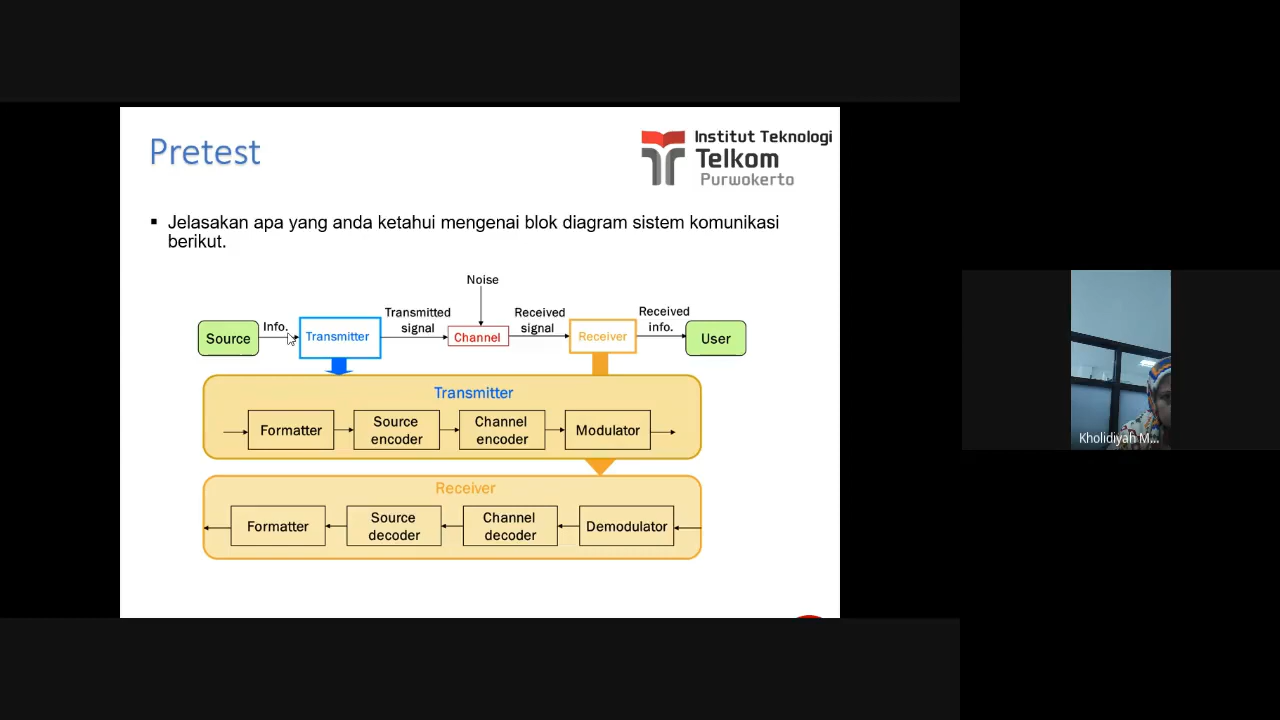 Pretest
Institut Teknologi
Telkom
Purwokerto
▪ Jelasakan apa yang anda ketahui mengenai blok diagram sistem komunikasi
berikut.
Noise
Source
Info.
Transmitter
Transmitted
signal
Channel
Received
signal
Receiver
Received
info.
User
Transmitter
Formatter
Source
encoder
Channel
encoder
Modulator
Receiver
Formatter
Source
decoder
Channel
decoder
Demodulator
Kholidiyah M...